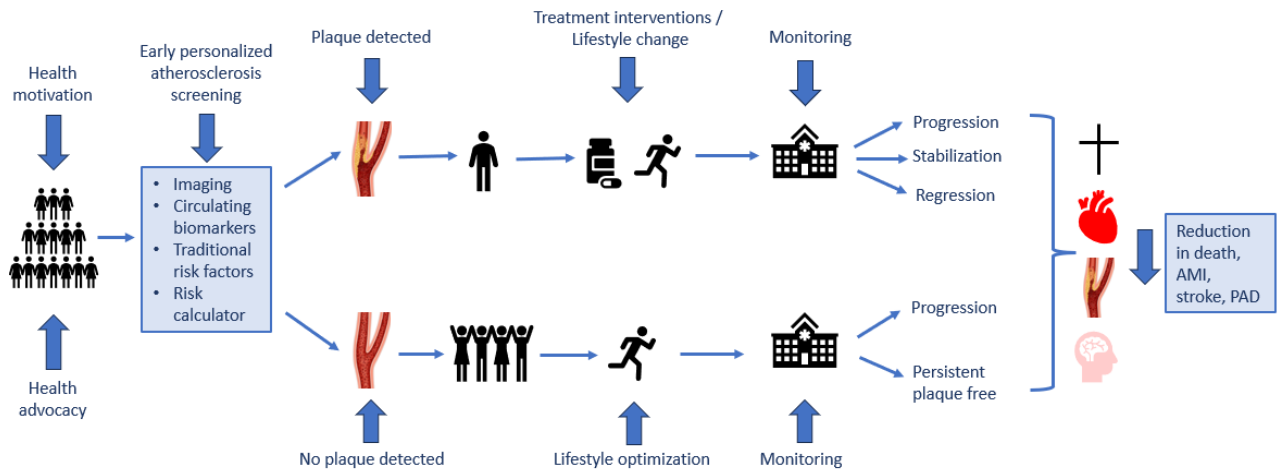 Health
motivation
Health
advocacy
Early personalized
atherosclerosis
screening
• Imaging
• Circulating
biomarkers
• Traditional
risk factors
• Risk
calculator
Plaque detected
Treatment interventions /
Lifestyle change
Monitoring
Progression
Stabilization
Regression
No plaque detected
Lifestyle optimization
Monitoring
Progression
Persistent
plaque free
Reduction
in death,
AMI,
stroke, PAD